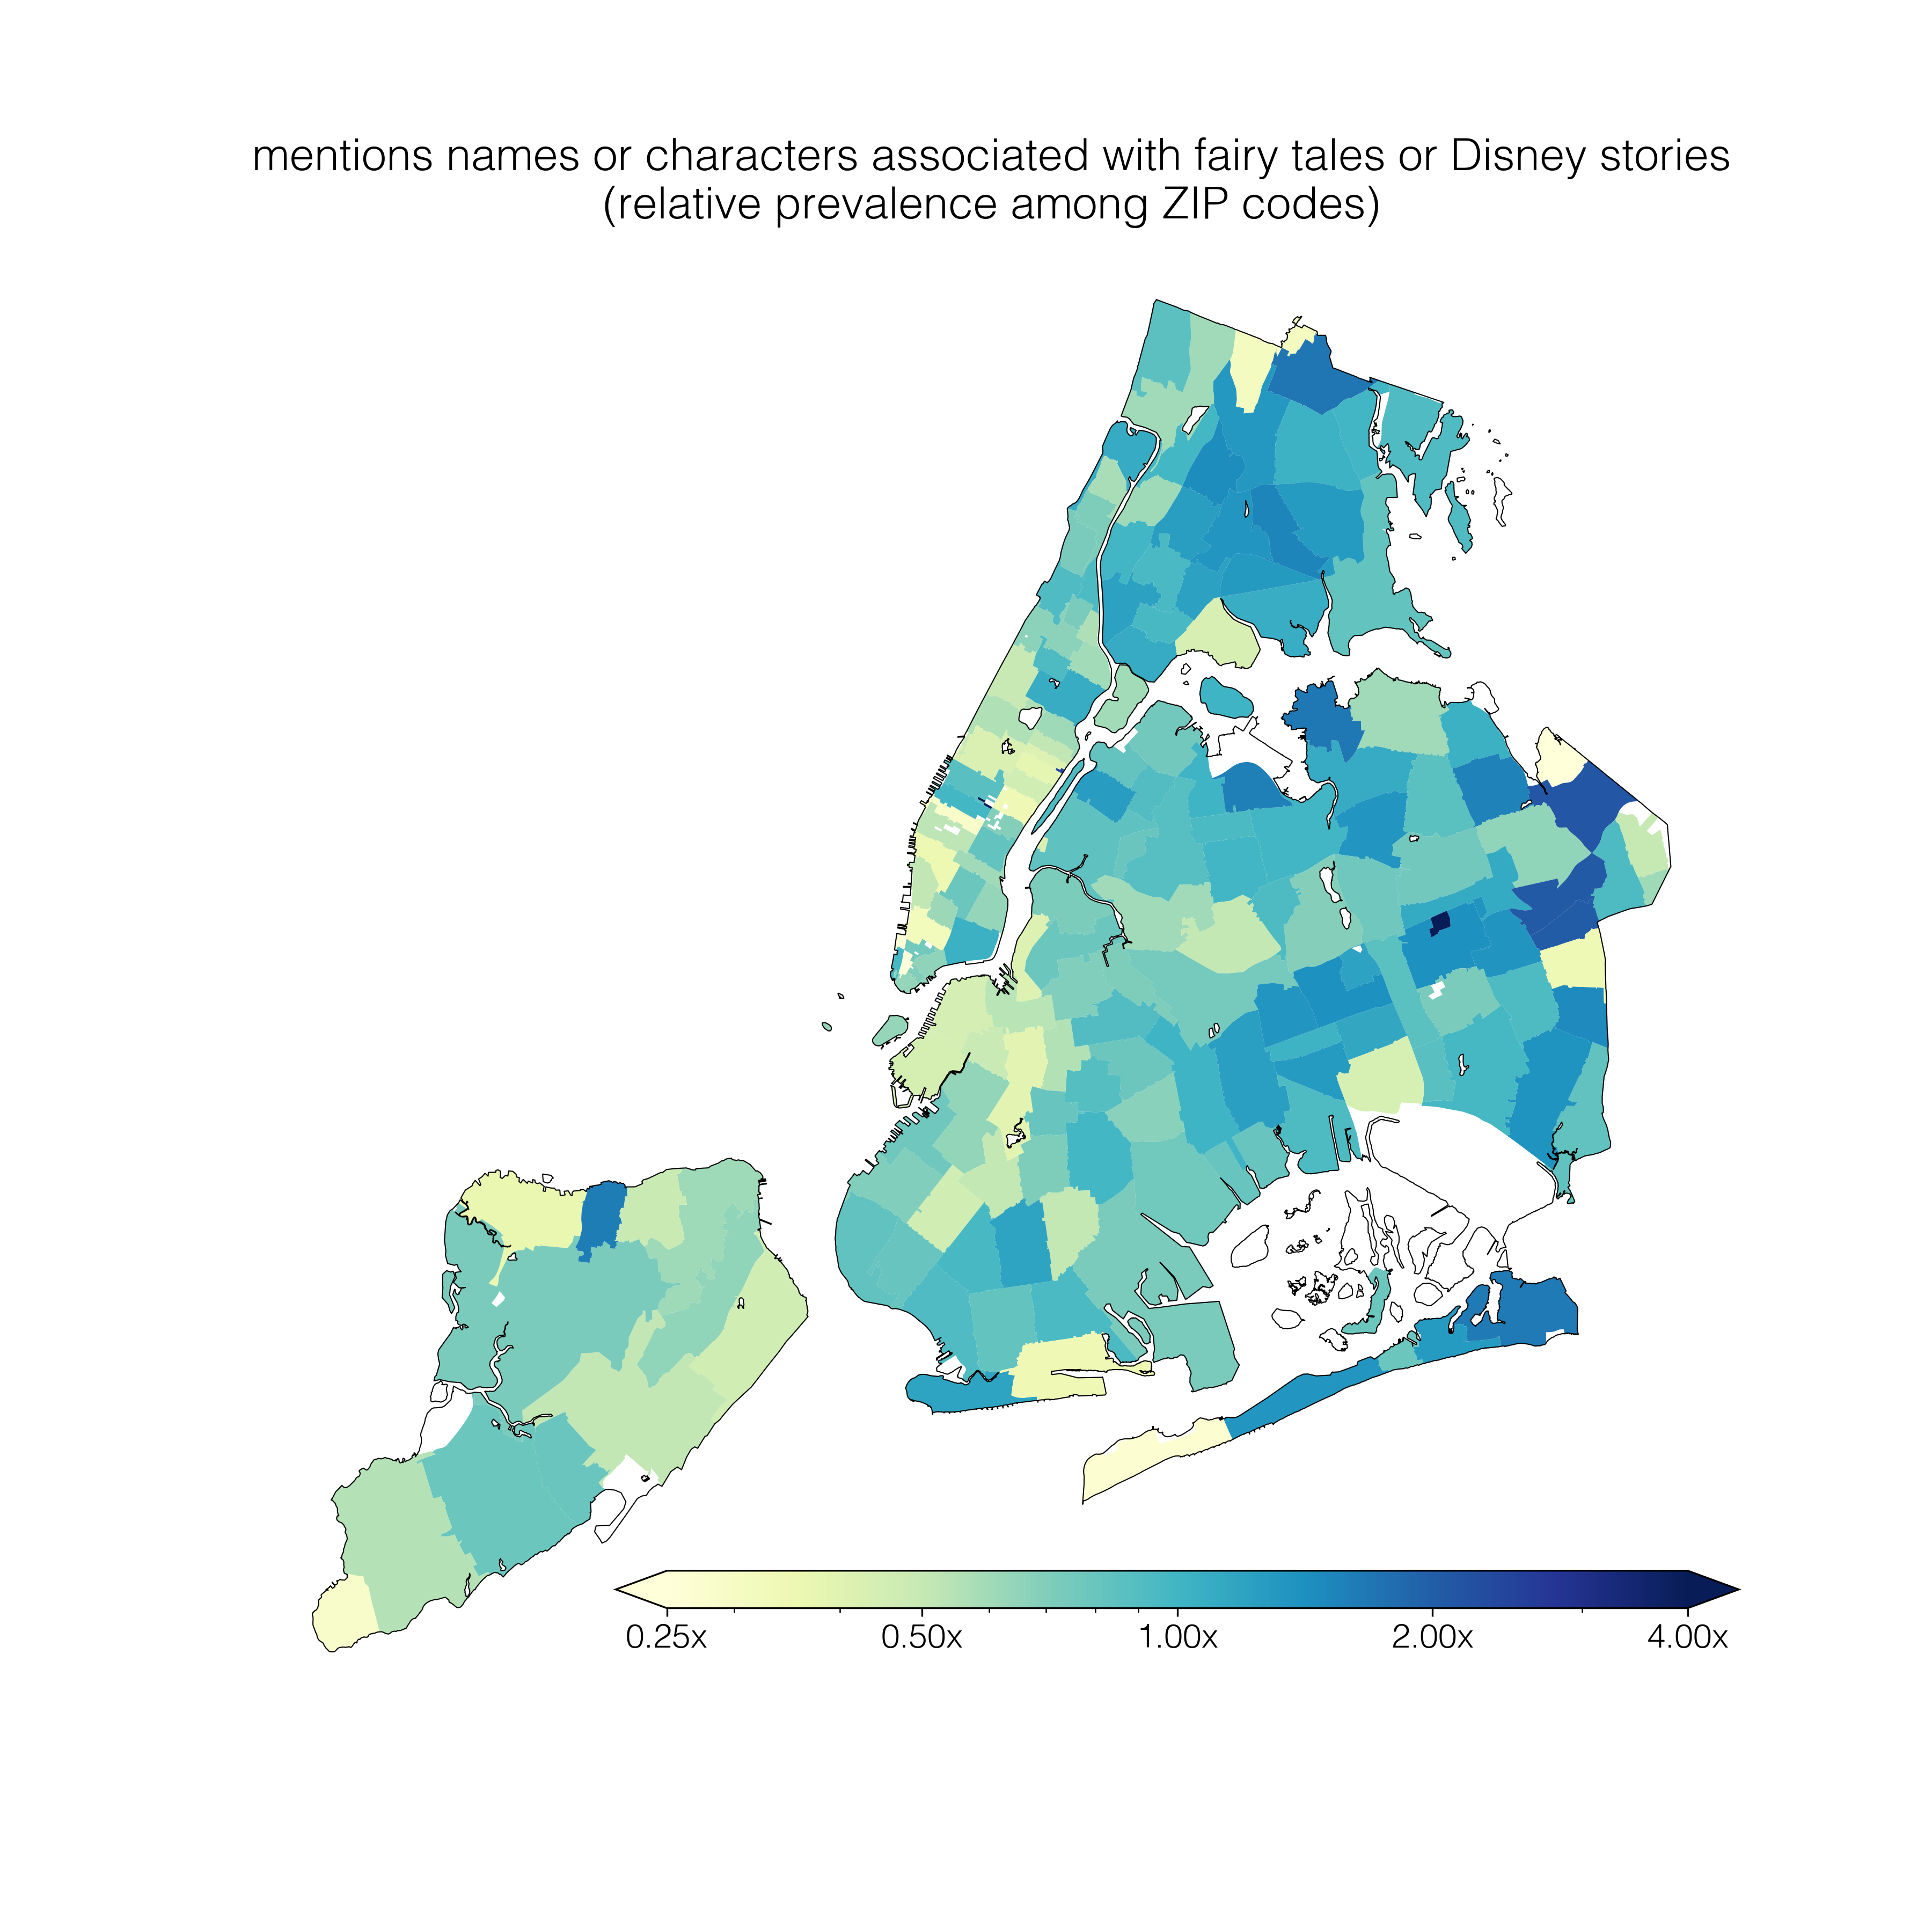 mentions names or characters associated with fairy tales or Disney stories
(relative prevalence among ZIP codes)
0.25x 0.50x 1.00x 2.00x 4.00x